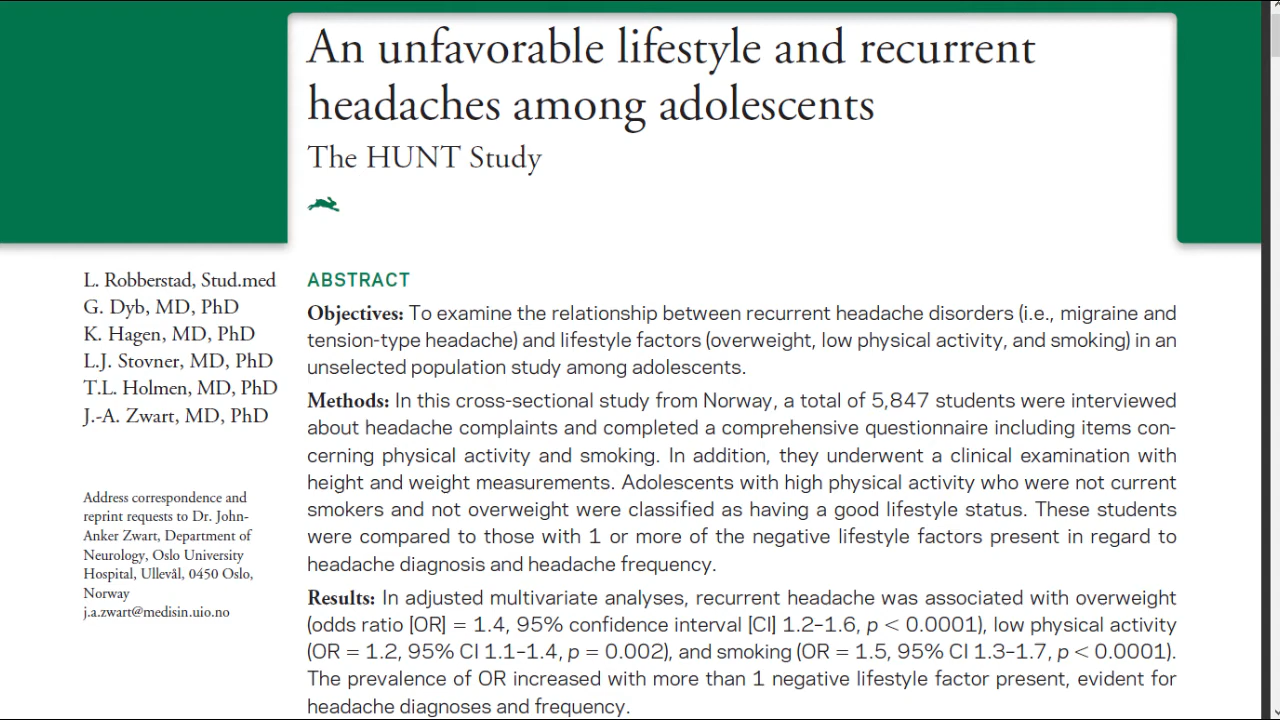 An unfavorable lifestyle and recurrent
headaches among adolescents
The HUNT Study
L. Robberstad, Stud.med
G. Dyb, MD, PhD
K. Hagen, MD, PhD
L.J. Stovner, MD, PhD
T.L. Holmen, MD, PhD
J.-A. Zwart, MD, PhD
Address correspondence and
reprint requests to Dr. John-
Anker Zwart, Department of
Neurology, Oslo University
Hospital, Ullevål, 0450 Oslo,
Norway
j.a.zwart@medisin.uio.no
ABSTRACT
Objectives: To examine the relationship between recurrent headache disorders (i.e., migraine and
tension-type headache) and lifestyle factors (overweight, low physical activity, and smoking) in an
unselected population study among adolescents.
Methods: In this cross-sectional study from Norway, a total of 5,847 students were interviewed
about headache complaints and completed a comprehensive questionnaire including items con-
cerning physical activity and smoking. In addition, they underwent a clinical examination with
height and weight measurements. Adolescents with high physical activity who were not current
smokers and not overweight were classified as having a good lifestyle status. These students
were compared to those with 1 or more of the negative lifestyle factors present in regard to
headache diagnosis and headache frequency.
Results: In adjusted multivariate analyses, recurrent headache was associated with overweight
(odds ratio [OR] = 1.4, 95% confidence interval [CI] 1.2–1.6, p < 0.0001), low physical activity
(OR = 1.2, 95% CI 1.1–1.4, p = 0.002), and smoking (OR = 1.5, 95% CI 1.3–1.7, p < 0.0001).
The prevalence of OR increased with more than 1 negative lifestyle factor present, evident for
headache diagnoses and frequency.